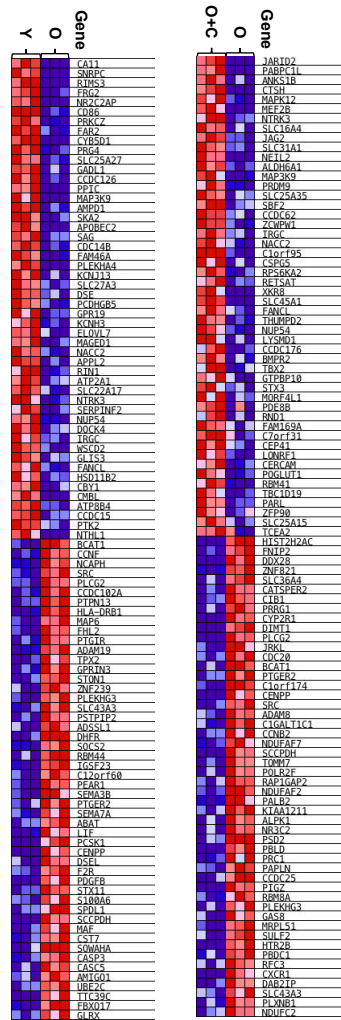 Y O Gene
CA11
SNRPC
RIMS3
FRG2
NR2C2AP
CD86
PRKCZ
FAR2
CYB5D1
PRG4
SLC25A27
GADL1
CCDC126
PPIC
MAP3K9
AMPD1
SKA2
APOBEC2
SAG
CDC14B
FAM46A
PLEKHA4
KCNJ13
SLC27A3
DSE
PCDHGB5
GPR19
KCNH3
ELOVL7
MAGED1
NACC2
APPL2
RIN1
ATP2A1
SLC22A17
NTRK3
SERPINF2
NUP54
DOCK4
IRGC
WSCD2
GLIS3
FANCL
HSD11B2
CBY1
CMBL
ATP8B4
CCDC15
PTK2
NTHL1
BCAT1
CCNF
NCAPH
SRC
PLCG2
CCDC102A
PTPN13
HLA-DRB1
MAP6
FHL2
PTGIR
ADAM19
TPX2
GPRIN3
STON1
ZNF239
PLEKHG3
SLC43A3
PSTPIP2
ADSSL1
DHFR
SOCS2
RBM44
IGSF23
C12orf60
PEAR1
SEMA3B
PTGER2
SEMA7A
ABAT
LIF
PCSK1
CENPP
DSEL
F2R
PDGFB
STX11
S100A6
SPDL1
SCCPDH
MAF
CST7
SOWAHA
CASP3
CASC5
AMIGO1
UBE2C
TTC39C
FBXO17
GLRX
O+C O Gene
JARID2
PABPC1L
ANKS1B
CTSH
MAPK12
MEF2B
NTRK3
SLC16A4
JAG2
SLC31A1
NEIL2
ALDH6A1
MAP3K9
PRDM9
SLC25A35
SBF2
CCDC62
ZCWPW1
IRGC
NACC2
C1orf95
CSPG5
RPS6KA2
RETSAT
XKR8
SLC45A1
FANCL
THUMPD2
NUP54
LYSMD1
CCDC176
BMPR2
TBX2
GTPBP10
STX3
MORF4L1
PDE8B
RND1
FAM169A
C7orf31
CEP41
LONRF1
CERCAM
POGLUT1
RBM41
TBC1D19
PARL
ZFP90
SLC25A15
TCEA2
HIST2H2AC
FNIP2
DDX28
ZNF821
SLC36A4
CATSPER2
CIB1
PRRG1
CYP2R1
DIMT1
PLCG2
JRKL
CDC20
BCAT1
PTGER2
C1orf174
CENPP
SRC
ADAM8
C1GALT1C1
CCNB2
NDUFAF7
SCCPDH
TOMM7
POLR2F
RAP1GAP2
NDUFAF2
PALB2
KIAA1211
ALPK1
NR3C2
PSD2
PBLD
PRC1
PAPLN
CCDC25
PIGZ
RBM8A
PLEKHG3
GAS8
MRPL51
SULF2
HTR2B
PBDC1
RFC3
CXCR1
DAB2IP
SLC43A3
PLXNB1
NDUFC2